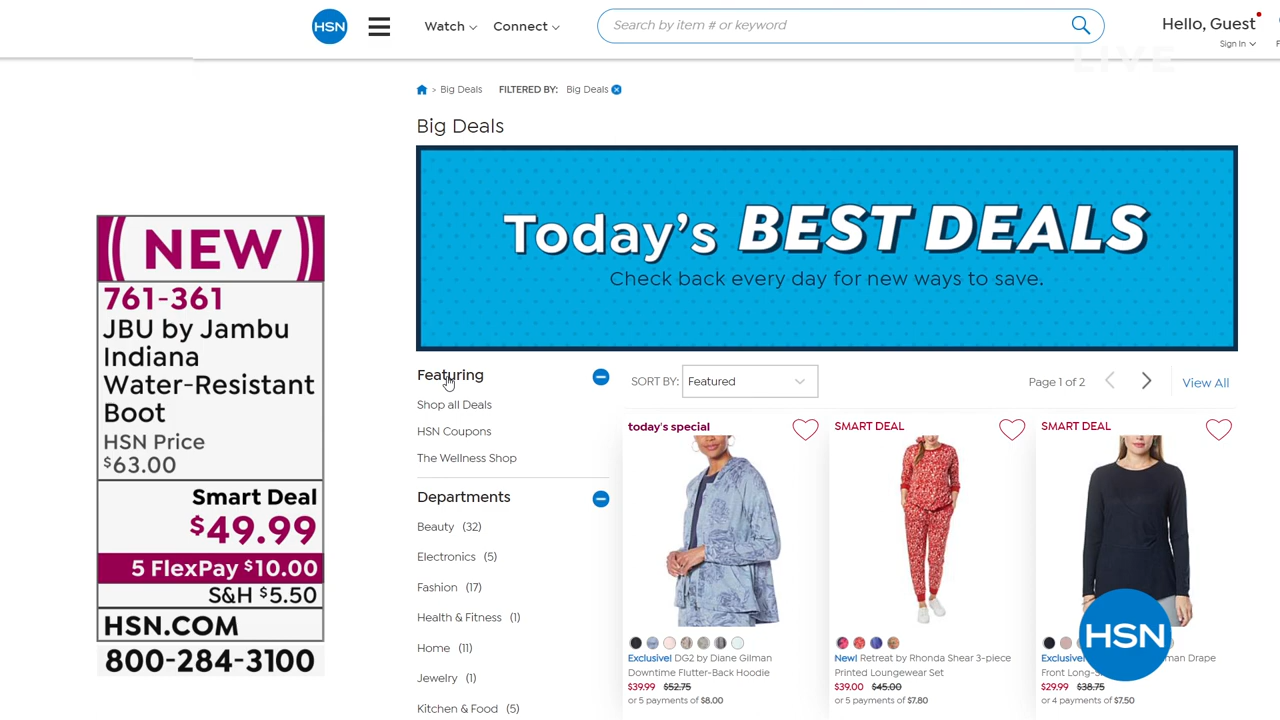 HSN
Watch
Connect
Search by item # or keyword
Hello, Guest
Sign In
LIVE
> Big Deals
FILTERED BY: Big Deals
Big Deals
Today's BEST DEALS
Check back every day for new ways to save.
(( NEW ))
761-361
JBU by Jambu
Indiana
Water-Resistant
Boot
HSN Price
$63.00
Smart Deal
$49.99
5 FlexPay $10.00
S&H $5.50
HSN.COM
800-284-3100
Featuring
Shop all Deals
HSN Coupons
The Wellness Shop
Departments
Beauty (32)
Electronics (5)
Fashion (17)
Health & Fitness (1)
Home (11)
Jewelry (1)
Kitchen & Food (5)
SORT BY: Featured
Page 1 of 2
View All
today's special
Exclusive! DG2 by Diane Gilman
Downtime Flutter-Back Hoodie
$39.99 $52.75
or 5 payments of $8.00
SMART DEAL
New! Retreat by Rhonda Shear 3-piece
Printed Loungewear Set
$39.00 $45.00
or 5 payments of $7.80
SMART DEAL
Drape
Front
$29.99 $38.75
or 4 payments of $7.50
HSN